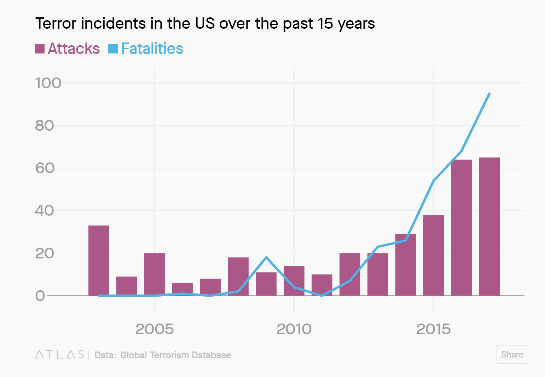 Terror incidents in the US over the past 15 years
Attacks Fatalities
100
80
60
40
20
0
2005 2010 2015
ATLAS | Data: Global Terrorism Database Share